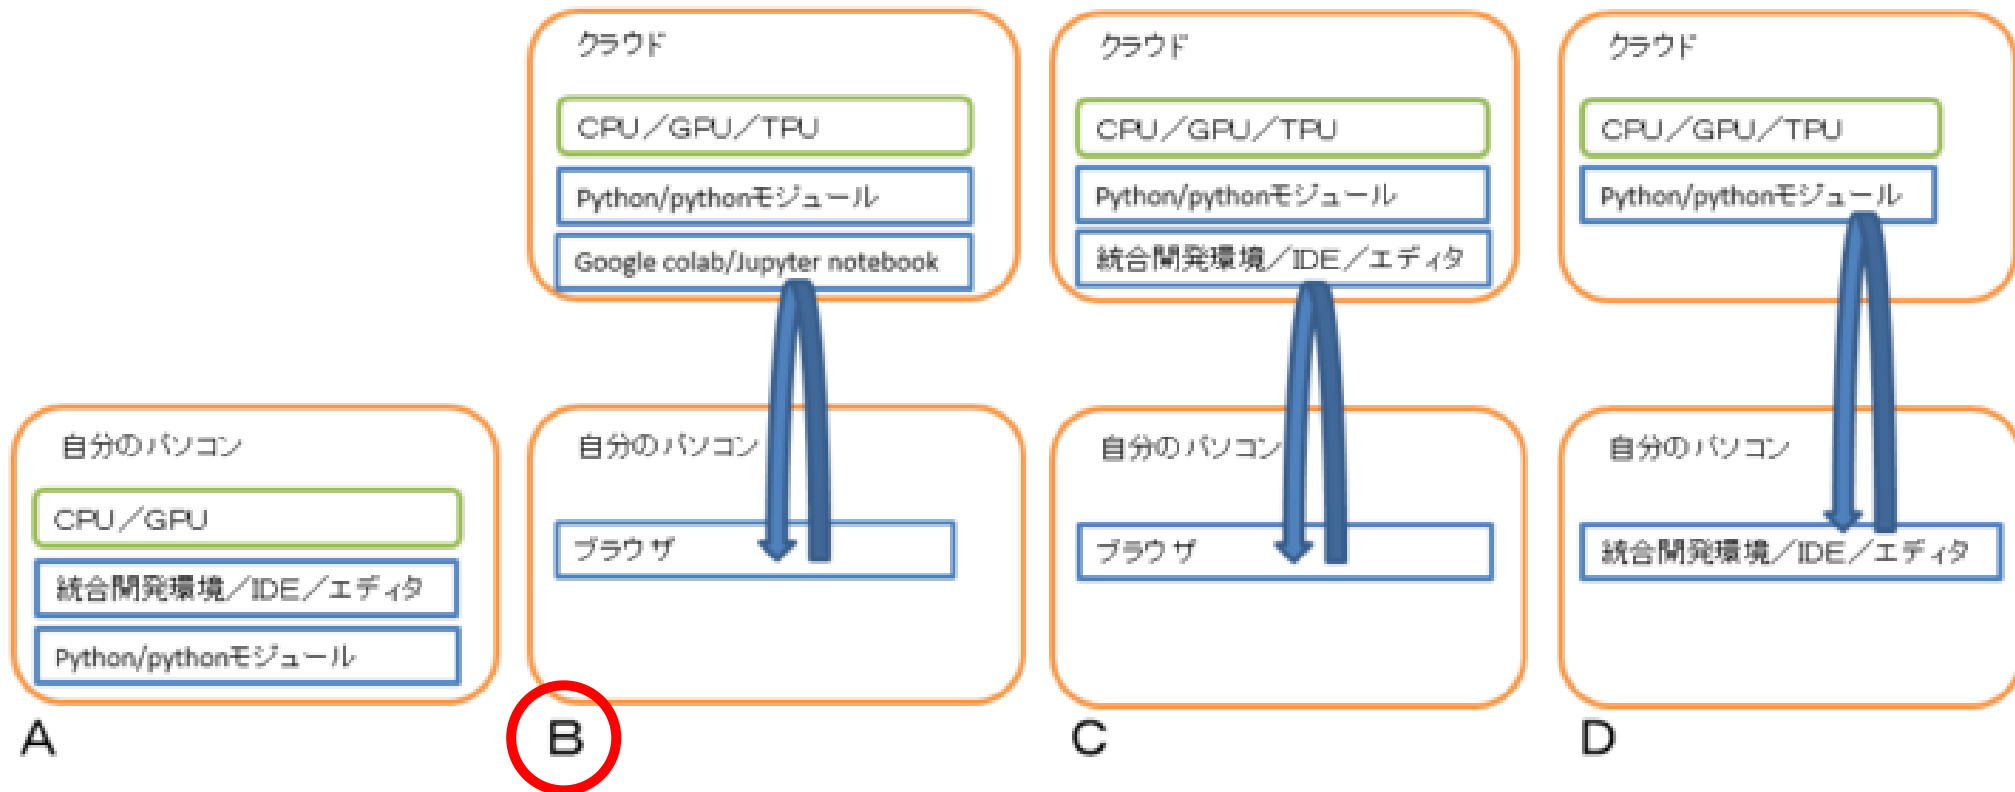 クラウド
CPU/GPU/TPU
Python/pythonモジュール
Google colab/Jupyter notebook
クラウド
CPU/GPU/TPU
Python/pythonモジュール
統合開発環境/IDE/エディタ
クラウド
CPU/GPU/TPU
Python/pythonモジュール
自分のパソコン
CPU/GPU
統合開発環境/IDE/エディタ
Python/pythonモジュール
自分のパソコン
ブラウザ
自分のパソコン
ブラウザ
自分のパソコン
統合開発環境/IDE/エディタ
A
B
C
D